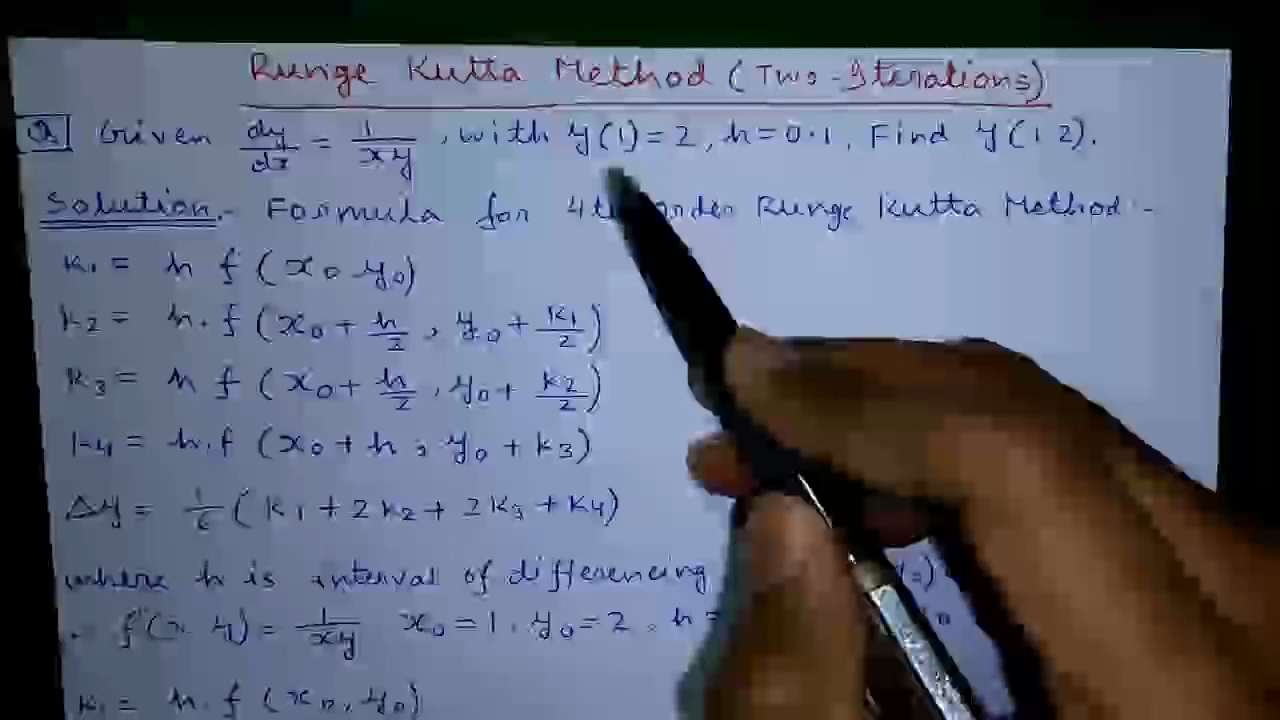 Runge Kutta Method (Two-Iterations)
Q. Given dy/dx = 1/xy, with y(1) = 2, h = 0.1, Find y(1.2).
Solution:- Formula for 4th order Runge Kutta Method :-
K1 = h f (x0 y0)
K2 = h. f (x0 + h/2, y0 + K1/2)
K3 = h f (x0 + h/2, y0 + K2/2)
K4 = h. f (x0 + h, y0 + K3)
Δy = 1/6 (K1 + 2K2 + 2K3 + K4)
where h is interval of differencing
f(x y) = 1/xy x0 = 1, y0 = 2, h =
K1 = h. f (x0, y0)